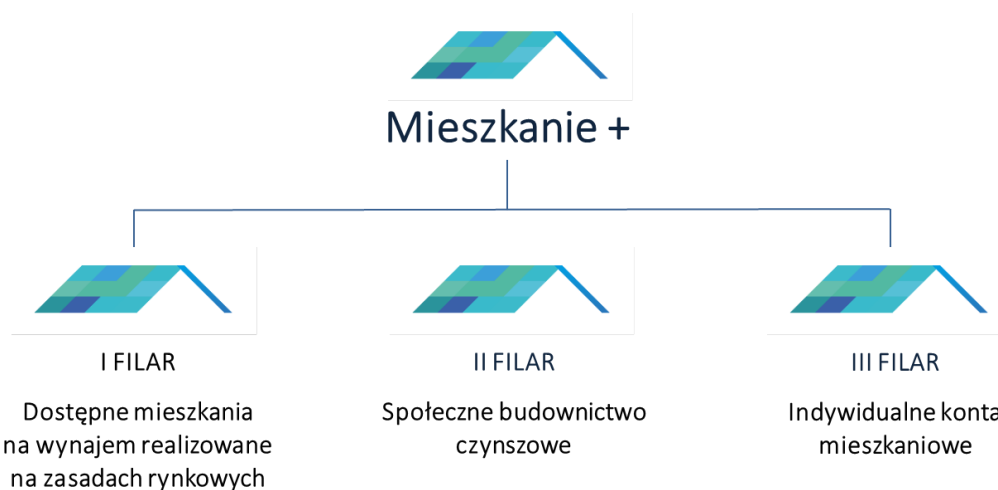 Mieszkanie +
I FILAR
Dostępne mieszkania
na wynajem realizowane
na zasadach rynkowych
II FILAR
Społeczne budownictwo
czynszowe
III FILAR
Indywidualne konta
mieszkaniowe